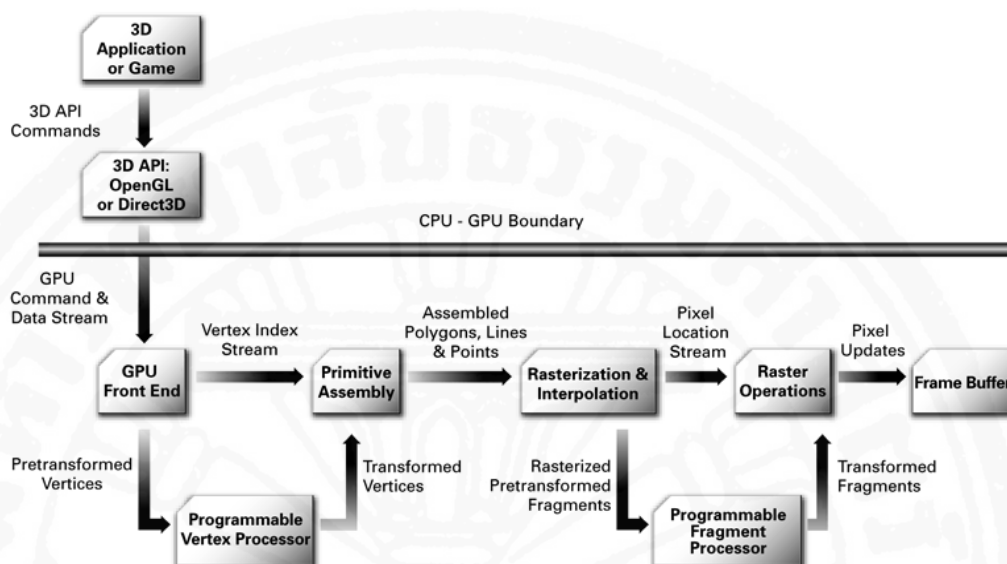 3D
Application
or Game
3D API
Commands
3D API:
OpenGL
or Direct3D
CPU - GPU Boundary
GPU
Command &
Data Stream
Vertex Index
Stream
Assembled
Polygons, Lines
& Points
Pixel
Location
Stream
Pixel
Updates
GPU
Front End
Primitive
Assembly
Rasterization &
Interpolation
Raster
Operations
Frame Buffer
Pretransformed
Vertices
Transformed
Vertices
Rasterized
Pretransformed
Fragments
Transformed
Fragments
Programmable
Vertex Processor
Programmable
Fragment
Processor